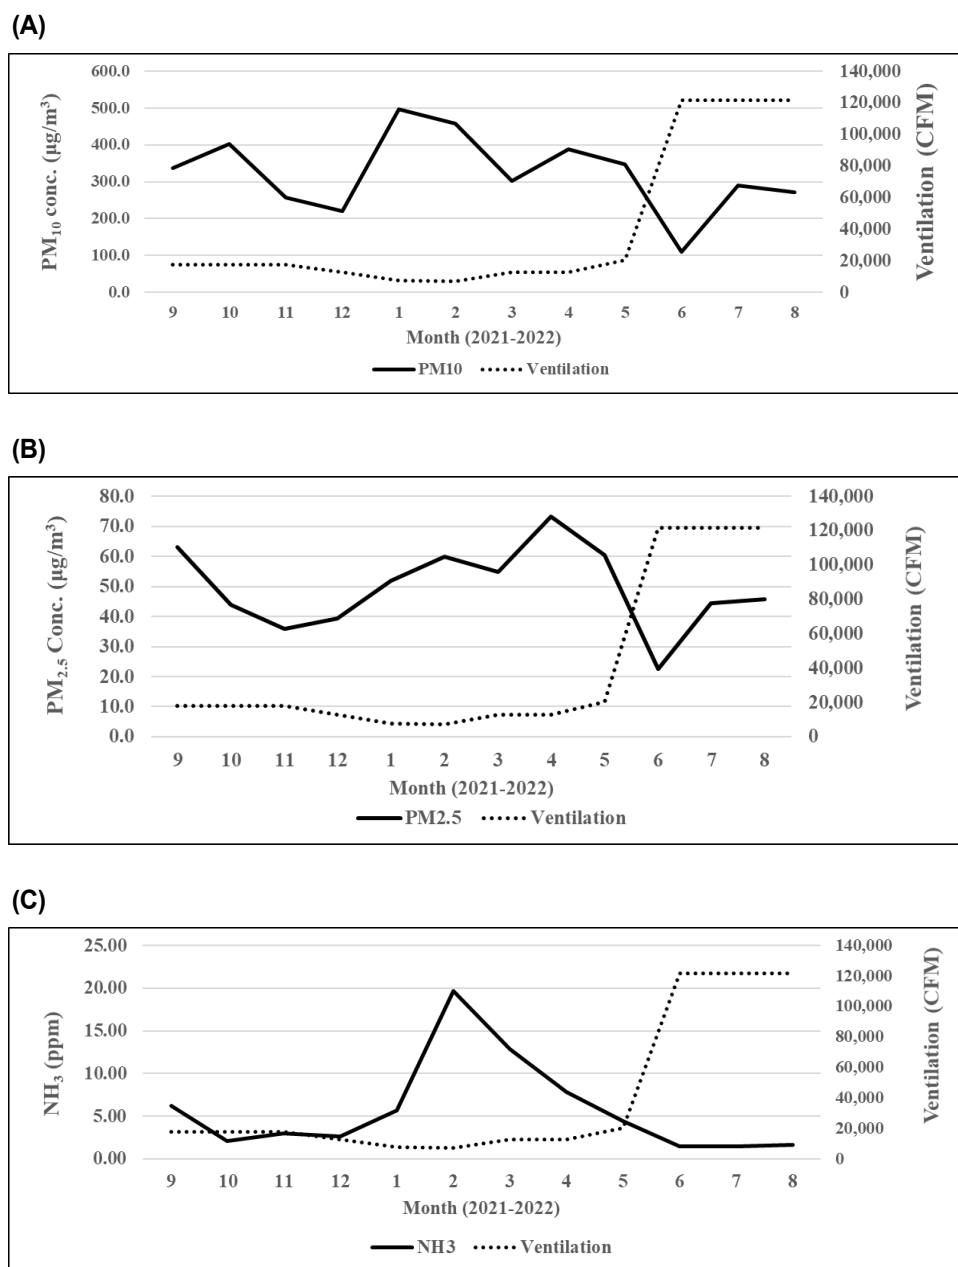 (A)
600.0
500.0
400.0
300.0
200.0
100.0
0.0
PM10 conc. (µg/m³)
140,000
120,000
100,000
80,000
60,000
40,000
20,000
0
Ventilation (CFM)
9 10 11 12 1 2 3 4 5 6 7 8
Month (2021-2022)
PM10 Ventilation
(B)
80.0
70.0
60.0
50.0
40.0
30.0
20.0
10.0
0.0
PM2.5 Conc. (µg/m³)
140,000
120,000
100,000
80,000
60,000
40,000
20,000
0
Ventilation (CFM)
9 10 11 12 1 2 3 4 5 6 7 8
Month (2021-2022)
PM2.5 Ventilation
(C)
25.00
20.00
15.00
10.00
5.00
0.00
NH3 (ppm)
140,000
120,000
100,000
80,000
60,000
40,000
20,000
0
Ventilation (CFM)
9 10 11 12 1 2 3 4 5 6 7 8
Month (2021-2022)
NH3 Ventilation